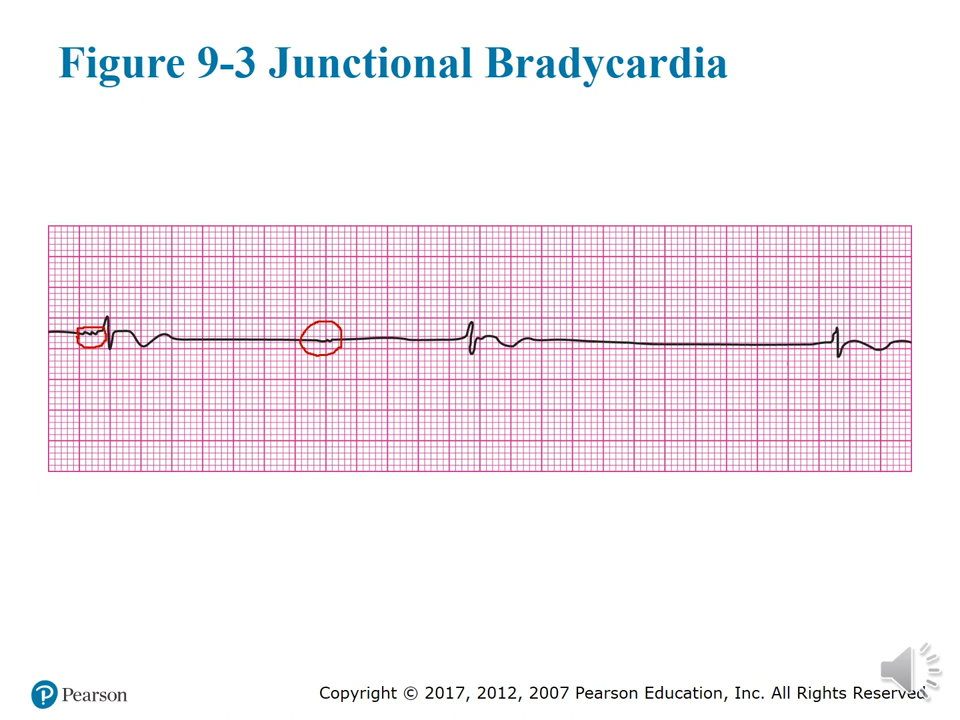 Figure 9-3 Junctional Bradycardia
Pearson
Copyright © 2017, 2012, 2007 Pearson Education, Inc. All Rights Reserved